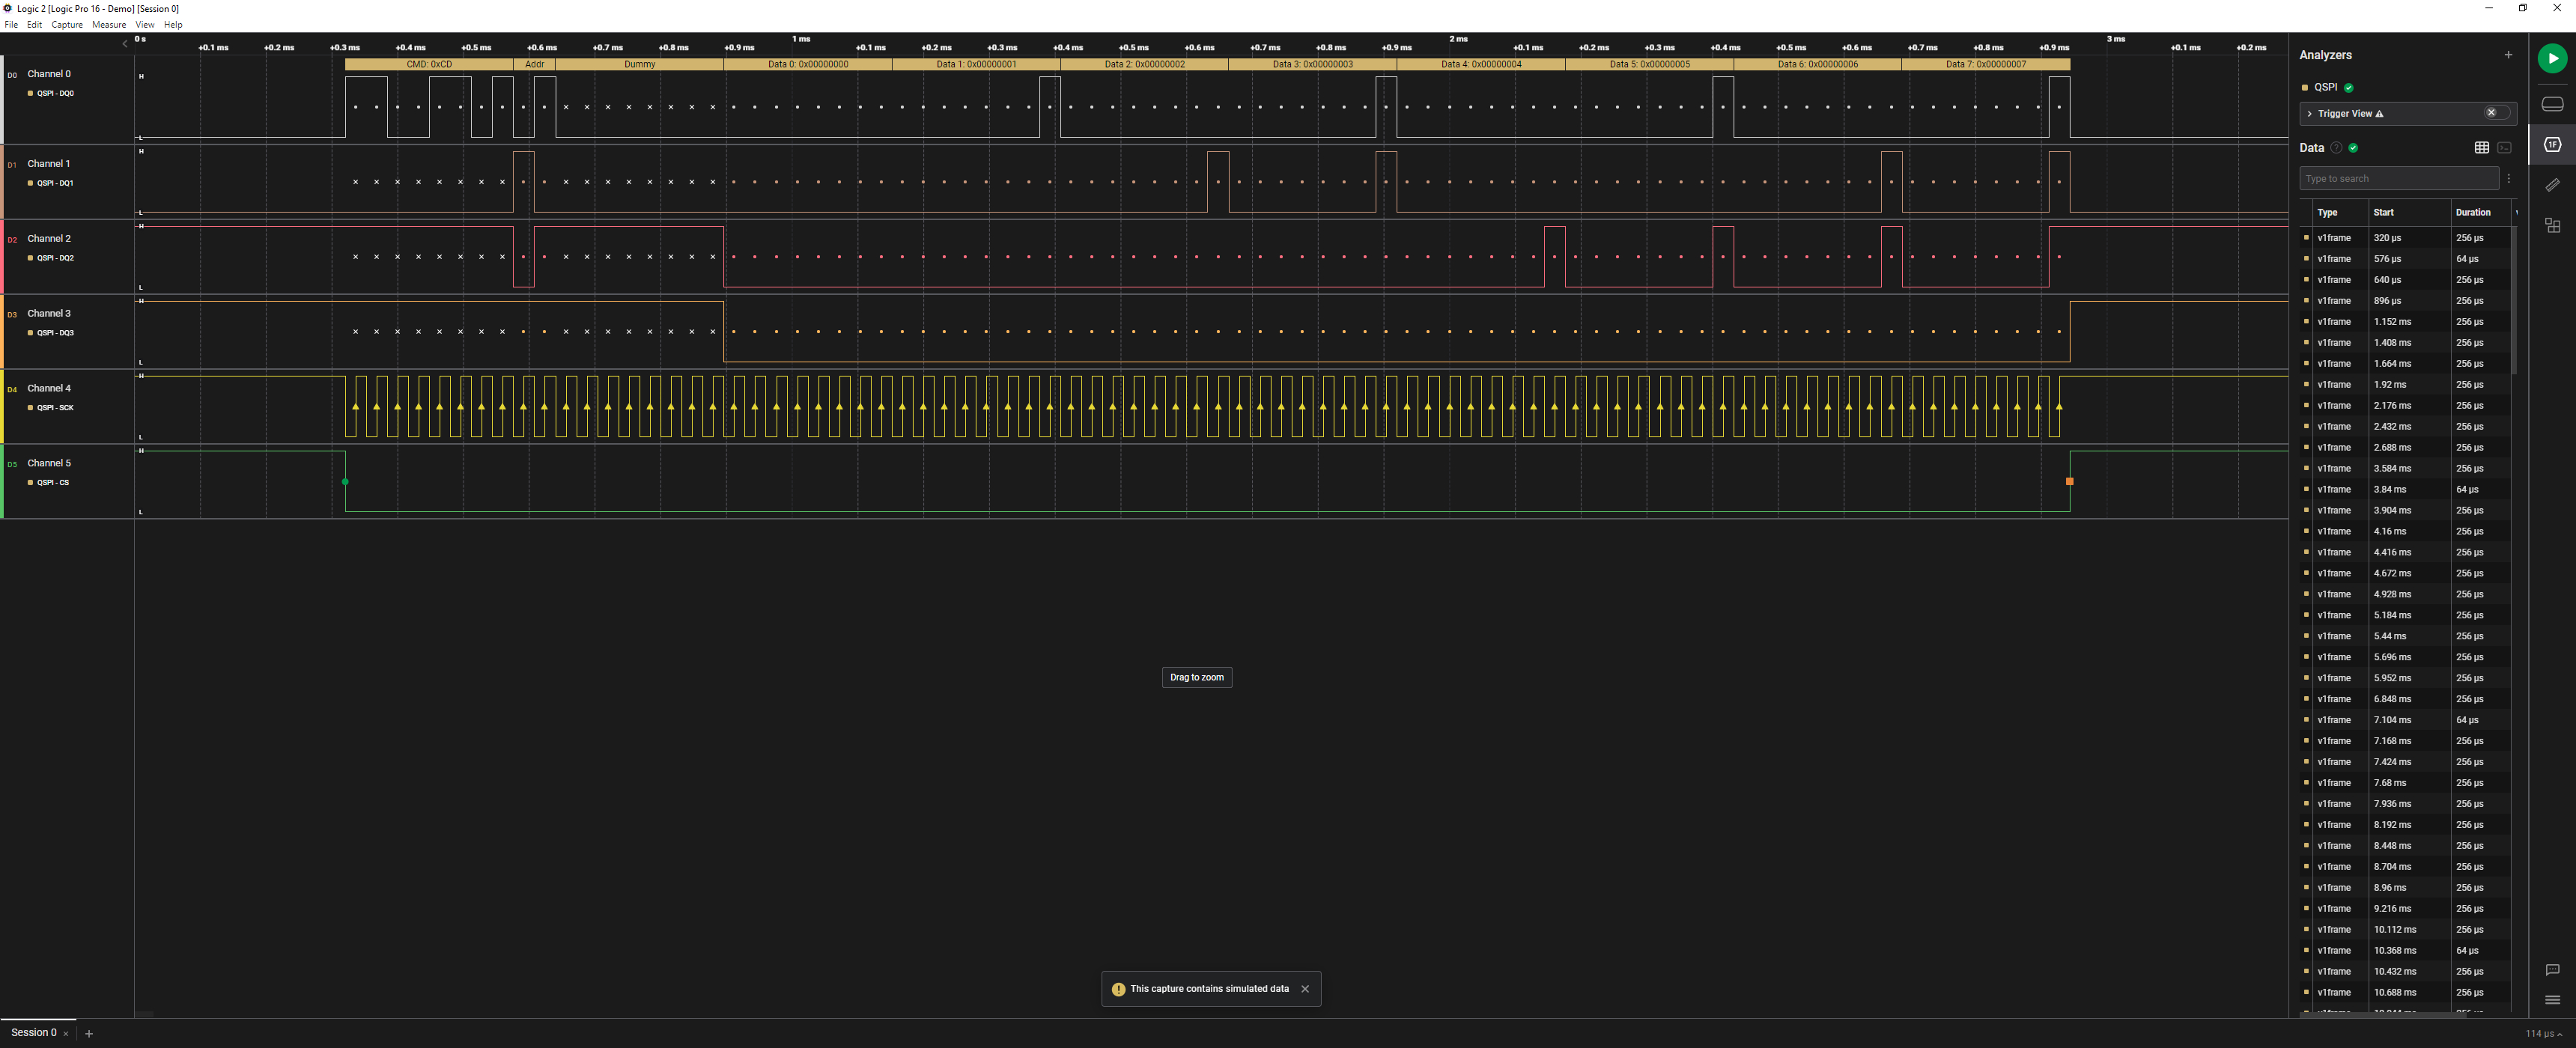 Logic 2 [Logic Pro 16 - Demo] [Session 0]
File Edit Capture Measure View Help
0 s 1 ms 2 ms 3 ms
+0.1 ms +0.2 ms +0.3 ms +0.4 ms +0.5 ms +0.6 ms +0.7 ms +0.8 ms +0.9 ms +0.1 ms +0.2 ms +0.3 ms +0.4 ms +0.5 ms +0.6 ms +0.7 ms +0.8 ms +0.9 ms +0.1 ms +0.2 ms +0.3 ms +0.4 ms +0.5 ms +0.6 ms +0.7 ms +0.8 ms +0.9 ms +0.1 ms +0.2 ms
CMD: 0xCD Addr Dummy Data 0: 0x00000000 Data 1: 0x00000001 Data 2: 0x00000002 Data 3: 0x00000003 Data 4: 0x00000004 Data 5: 0x00000005 Data 6: 0x00000006 Data 7: 0x00000007
D0 Channel 0 H
QSPI - DQ0
L
H
D1 Channel 1
QSPI - DQ1
L
H
D2 Channel 2
QSPI - DQ2
L
H
D3 Channel 3
QSPI - DQ3
L
H
D4 Channel 4
QSPI - SCK
L
H
D5 Channel 5
QSPI - CS
L
Drag to zoom
This capture contains simulated data
Analyzers
QSPI
Trigger View
Data
Type to search
Type Start Duration
v1frame 320 µs 256 µs
v1frame 576 µs 64 µs
v1frame 640 µs 256 µs
v1frame 896 µs 256 µs
v1frame 1.152 ms 256 µs
v1frame 1.408 ms 256 µs
v1frame 1.664 ms 256 µs
v1frame 1.92 ms 256 µs
v1frame 2.176 ms 256 µs
v1frame 2.432 ms 256 µs
v1frame 2.688 ms 256 µs
v1frame 3.584 ms 256 µs
v1frame 3.84 ms 64 µs
v1frame 3.904 ms 256 µs
v1frame 4.16 ms 256 µs
v1frame 4.416 ms 256 µs
v1frame 4.672 ms 256 µs
v1frame 4.928 ms 256 µs
v1frame 5.184 ms 256 µs
v1frame 5.44 ms 256 µs
v1frame 5.696 ms 256 µs
v1frame 5.952 ms 256 µs
v1frame 6.848 ms 256 µs
v1frame 7.104 ms 64 µs
v1frame 7.168 ms 256 µs
v1frame 7.424 ms 256 µs
v1frame 7.68 ms 256 µs
v1frame 7.936 ms 256 µs
v1frame 8.192 ms 256 µs
v1frame 8.448 ms 256 µs
v1frame 8.704 ms 256 µs
v1frame 8.96 ms 256 µs
v1frame 9.216 ms 256 µs
v1frame 10.112 ms 256 µs
v1frame 10.368 ms 64 µs
v1frame 10.432 ms 256 µs
v1frame 10.688 ms 256 µs
1F
Session 0
114 µs